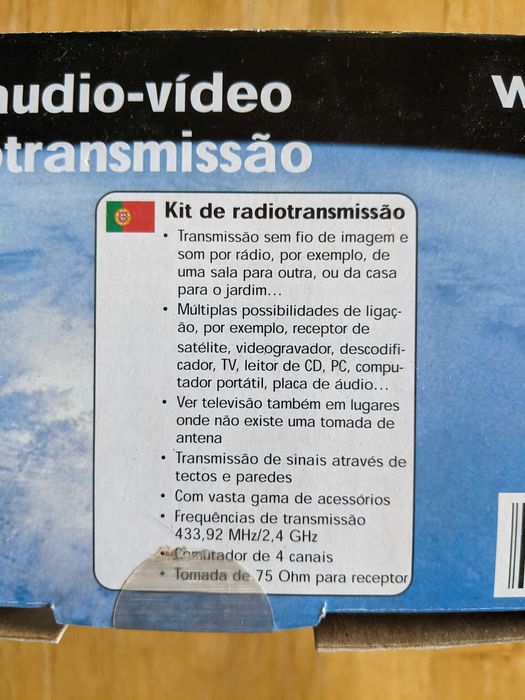 audio-vídeo
W
transmissão
Kit de radiotransmissão
• Transmissão sem fio de imagem e
som por rádio, por exemplo, de
uma sala para outra, ou da casa
para o jardim...
• Múltiplas possibilidades de ligaç-
ão, por exemplo, receptor de
satélite, videogravador, descodifi-
cador, TV, leitor de CD, PC, compu-
tador portátil, placa de áudio...
• Ver televisão também em lugares
onde não existe uma tomada de
antena
• Transmissão de sinais através de
tectos e paredes
• Com vasta gama de acessórios
• Frequências de transmissão
433,92 MHz/2,4 GHz
• Comutador de 4 canais
• Tomada de 75 Ohm para receptor